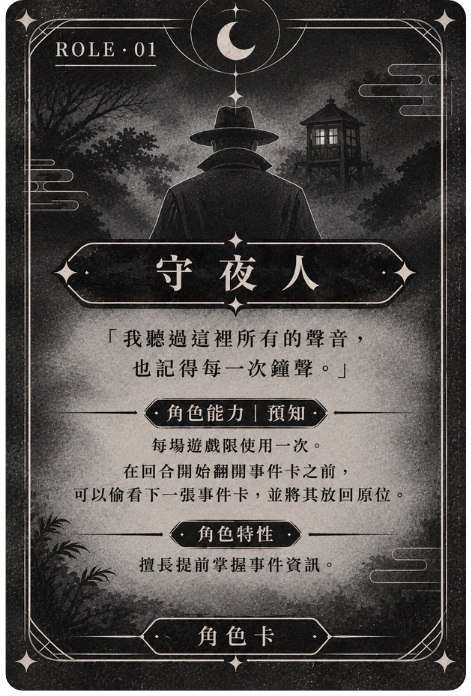 ROLE · 01
守夜人
「我聽過這裡所有的聲音，
也記得每一次鐘聲。」
· 角色能力｜預知 ·
每場遊戲限使用一次。
在回合開始翻開事件卡之前，
可以偷看下一張事件卡，並將其放回原位。
· 角色特性 ·
擅長提前掌握事件資訊。
角色卡